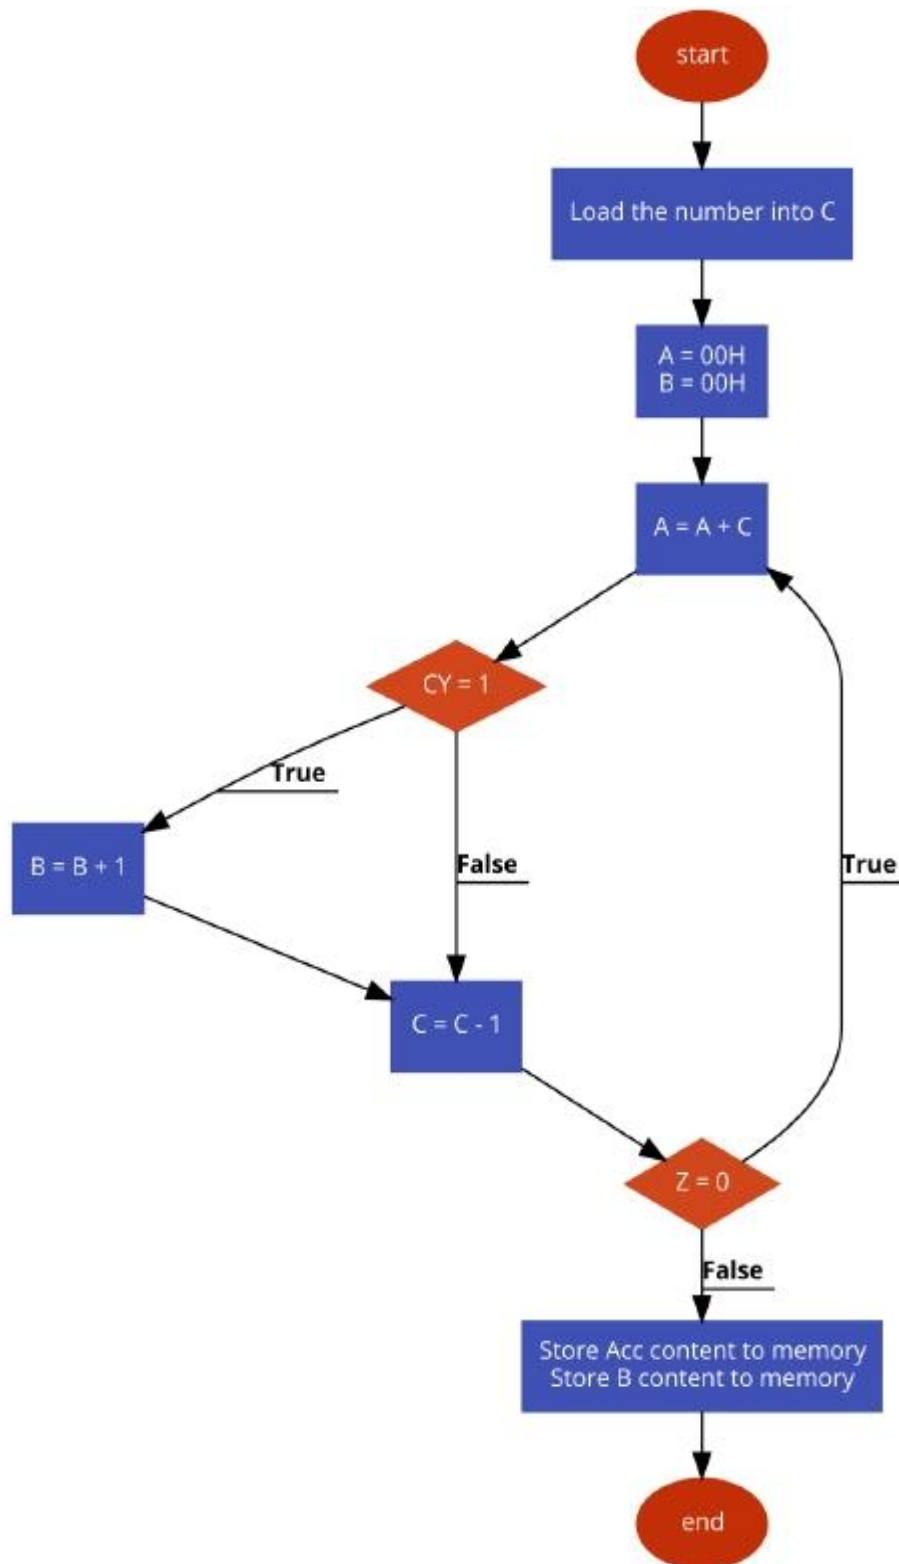 start
Load the number into C
A = 00H
B = 00H
A = A + C
CY = 1
True
B = B + 1
False
True
C = C - 1
Z = 0
False
Store Acc content to memory
Store B content to memory
end